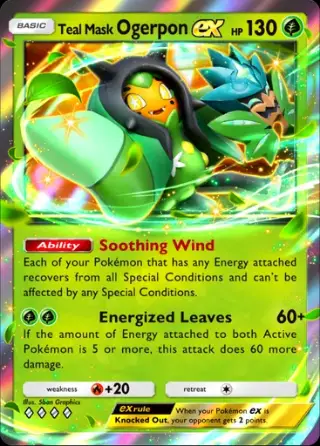 BASIC Teal Mask Ogerpon ex HP 130
Ability Soothing Wind
Each of your Pokémon that has any Energy attached
recovers from all Special Conditions and can't be
affected by any Special Conditions.
Energized Leaves 60+
If the amount of Energy attached to both Active
Pokémon is 5 or more, this attack does 60 more
damage.
weakness +20 retreat
Illus. 5ban Graphics
ex rule When your Pokémon ex is
Knocked Out, your opponent gets 2 points.